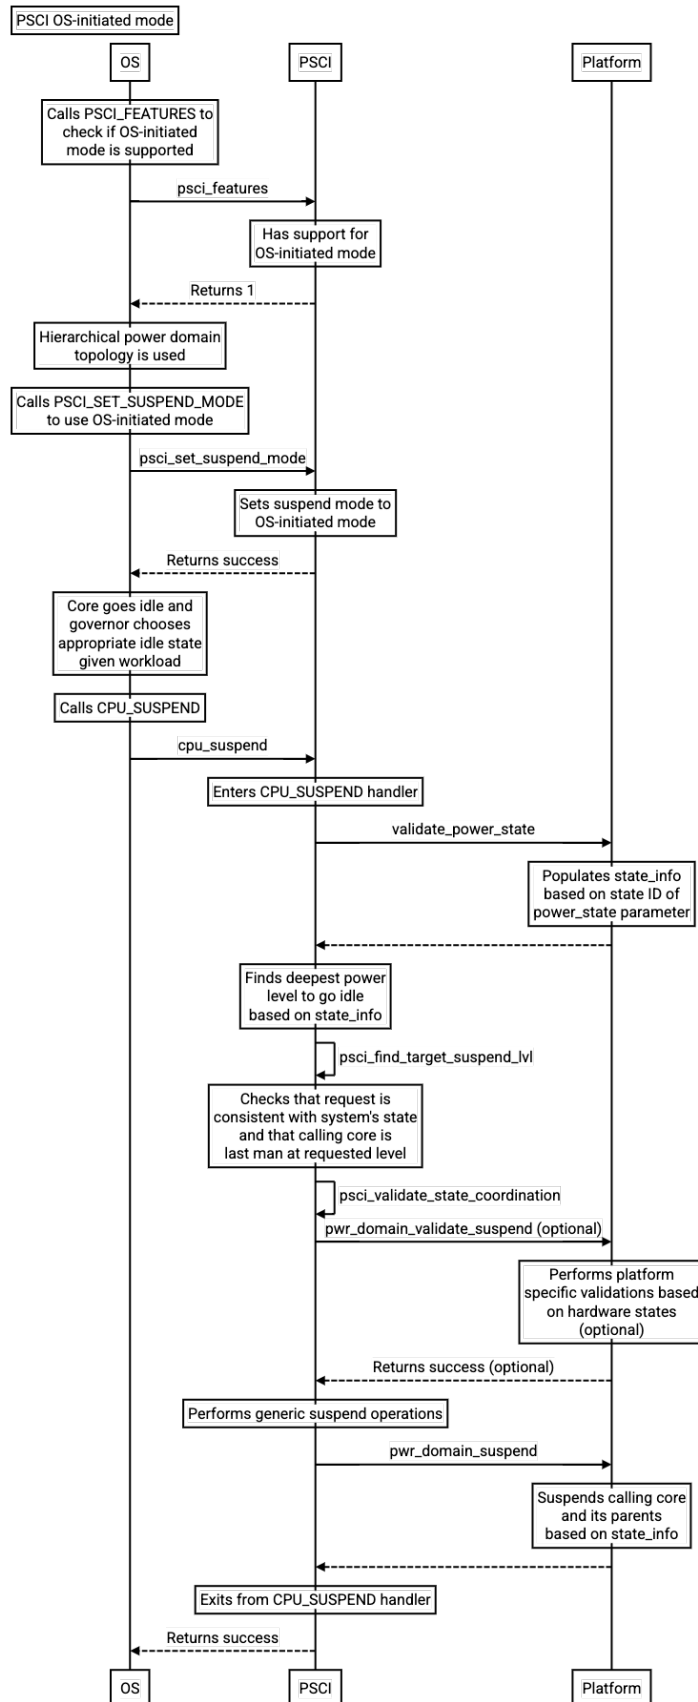 PSCI OS-initiated mode
OS
PSCI
Platform
Calls PSCI_FEATURES to
check if OS-initiated
mode is supported
psci_features
Has support for
OS-initiated mode
Returns 1
Hierarchical power domain
topology is used
Calls PSCI_SET_SUSPEND_MODE
to use OS-initiated mode
psci_set_suspend_mode
Sets suspend mode to
OS-initiated mode
Returns success
Core goes idle and
governor chooses
appropriate idle state
given workload
Calls CPU_SUSPEND
cpu_suspend
Enters CPU_SUSPEND handler
validate_power_state
Populates state_info
based on state ID of
power_state parameter
Finds deepest power
level to go idle
based on state_info
psci_find_target_suspend_lvl
Checks that request is
consistent with system's state
and that calling core is
last man at requested level
psci_validate_state_coordination
pwr_domain_validate_suspend (optional)
Performs platform
specific validations based
on hardware states
(optional)
Returns success (optional)
Performs generic suspend operations
pwr_domain_suspend
Suspends calling core
and its parents
based on state_info
Exits from CPU_SUSPEND handler
Returns success
OS
PSCI
Platform